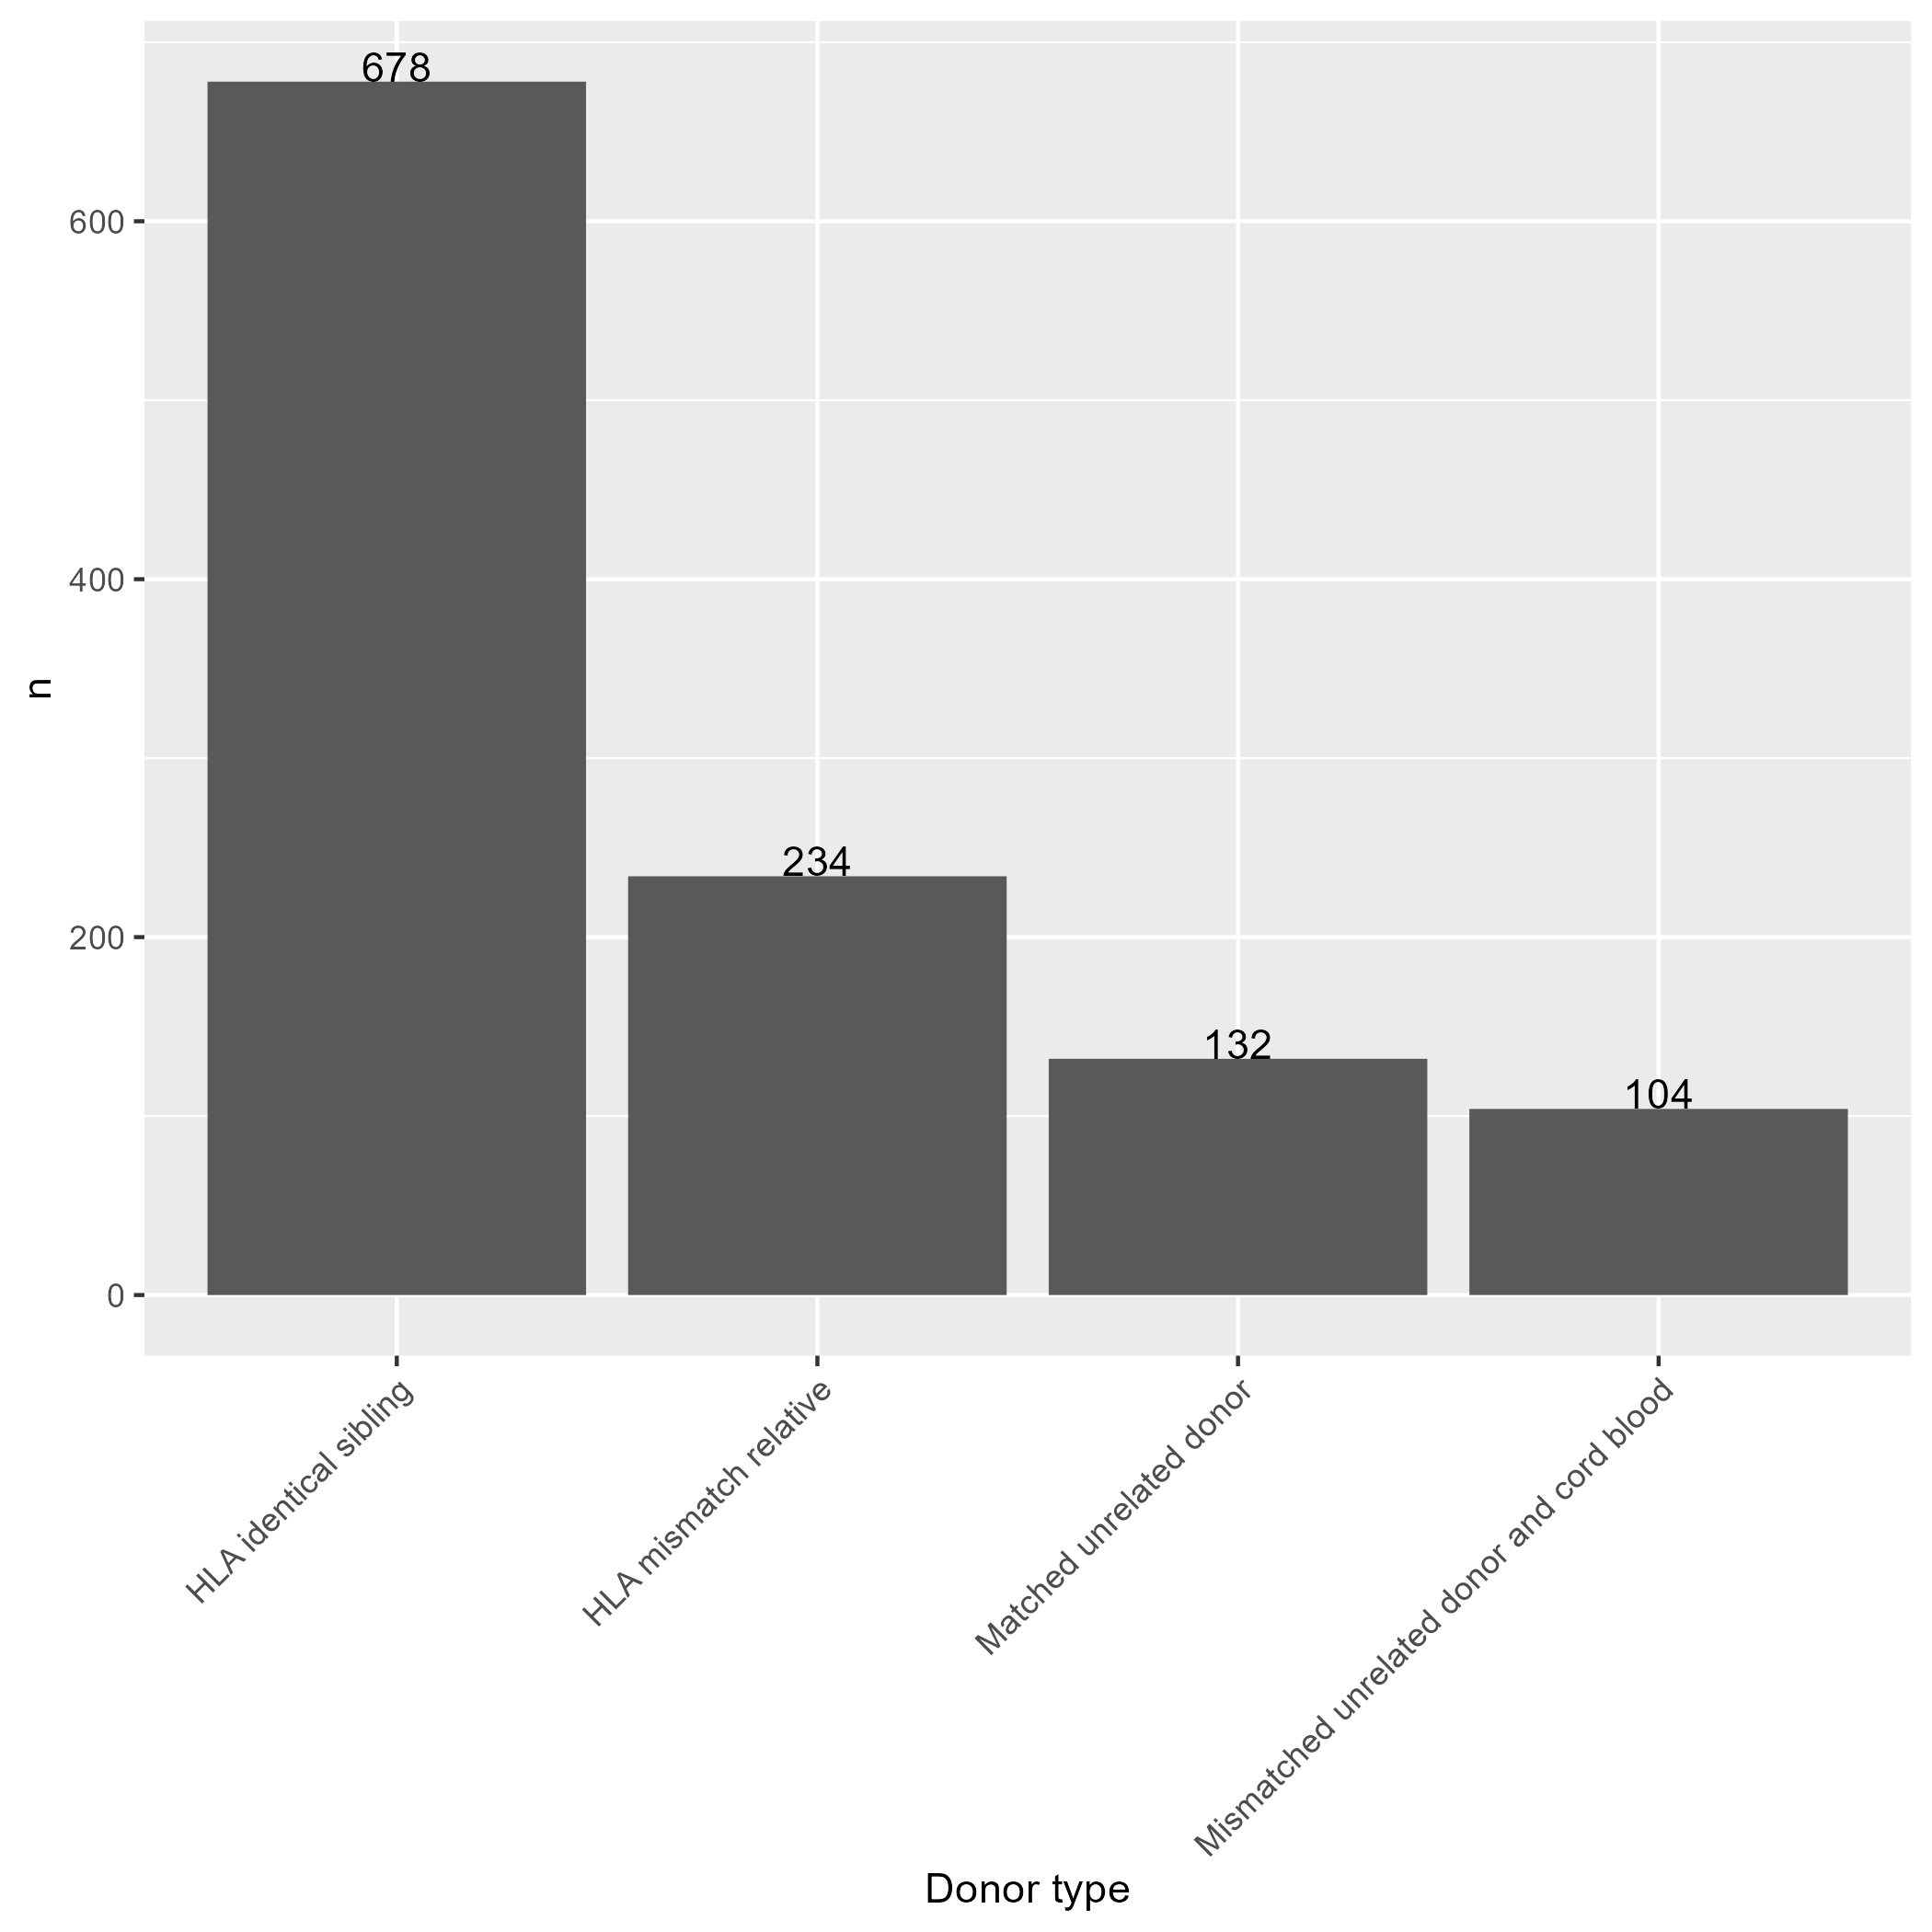 678
600
400
n
234
200
132
104
0
HLA identical sibling
HLA mismatch relative
Matched unrelated donor
Mismatched unrelated donor and cord blood
Donor type